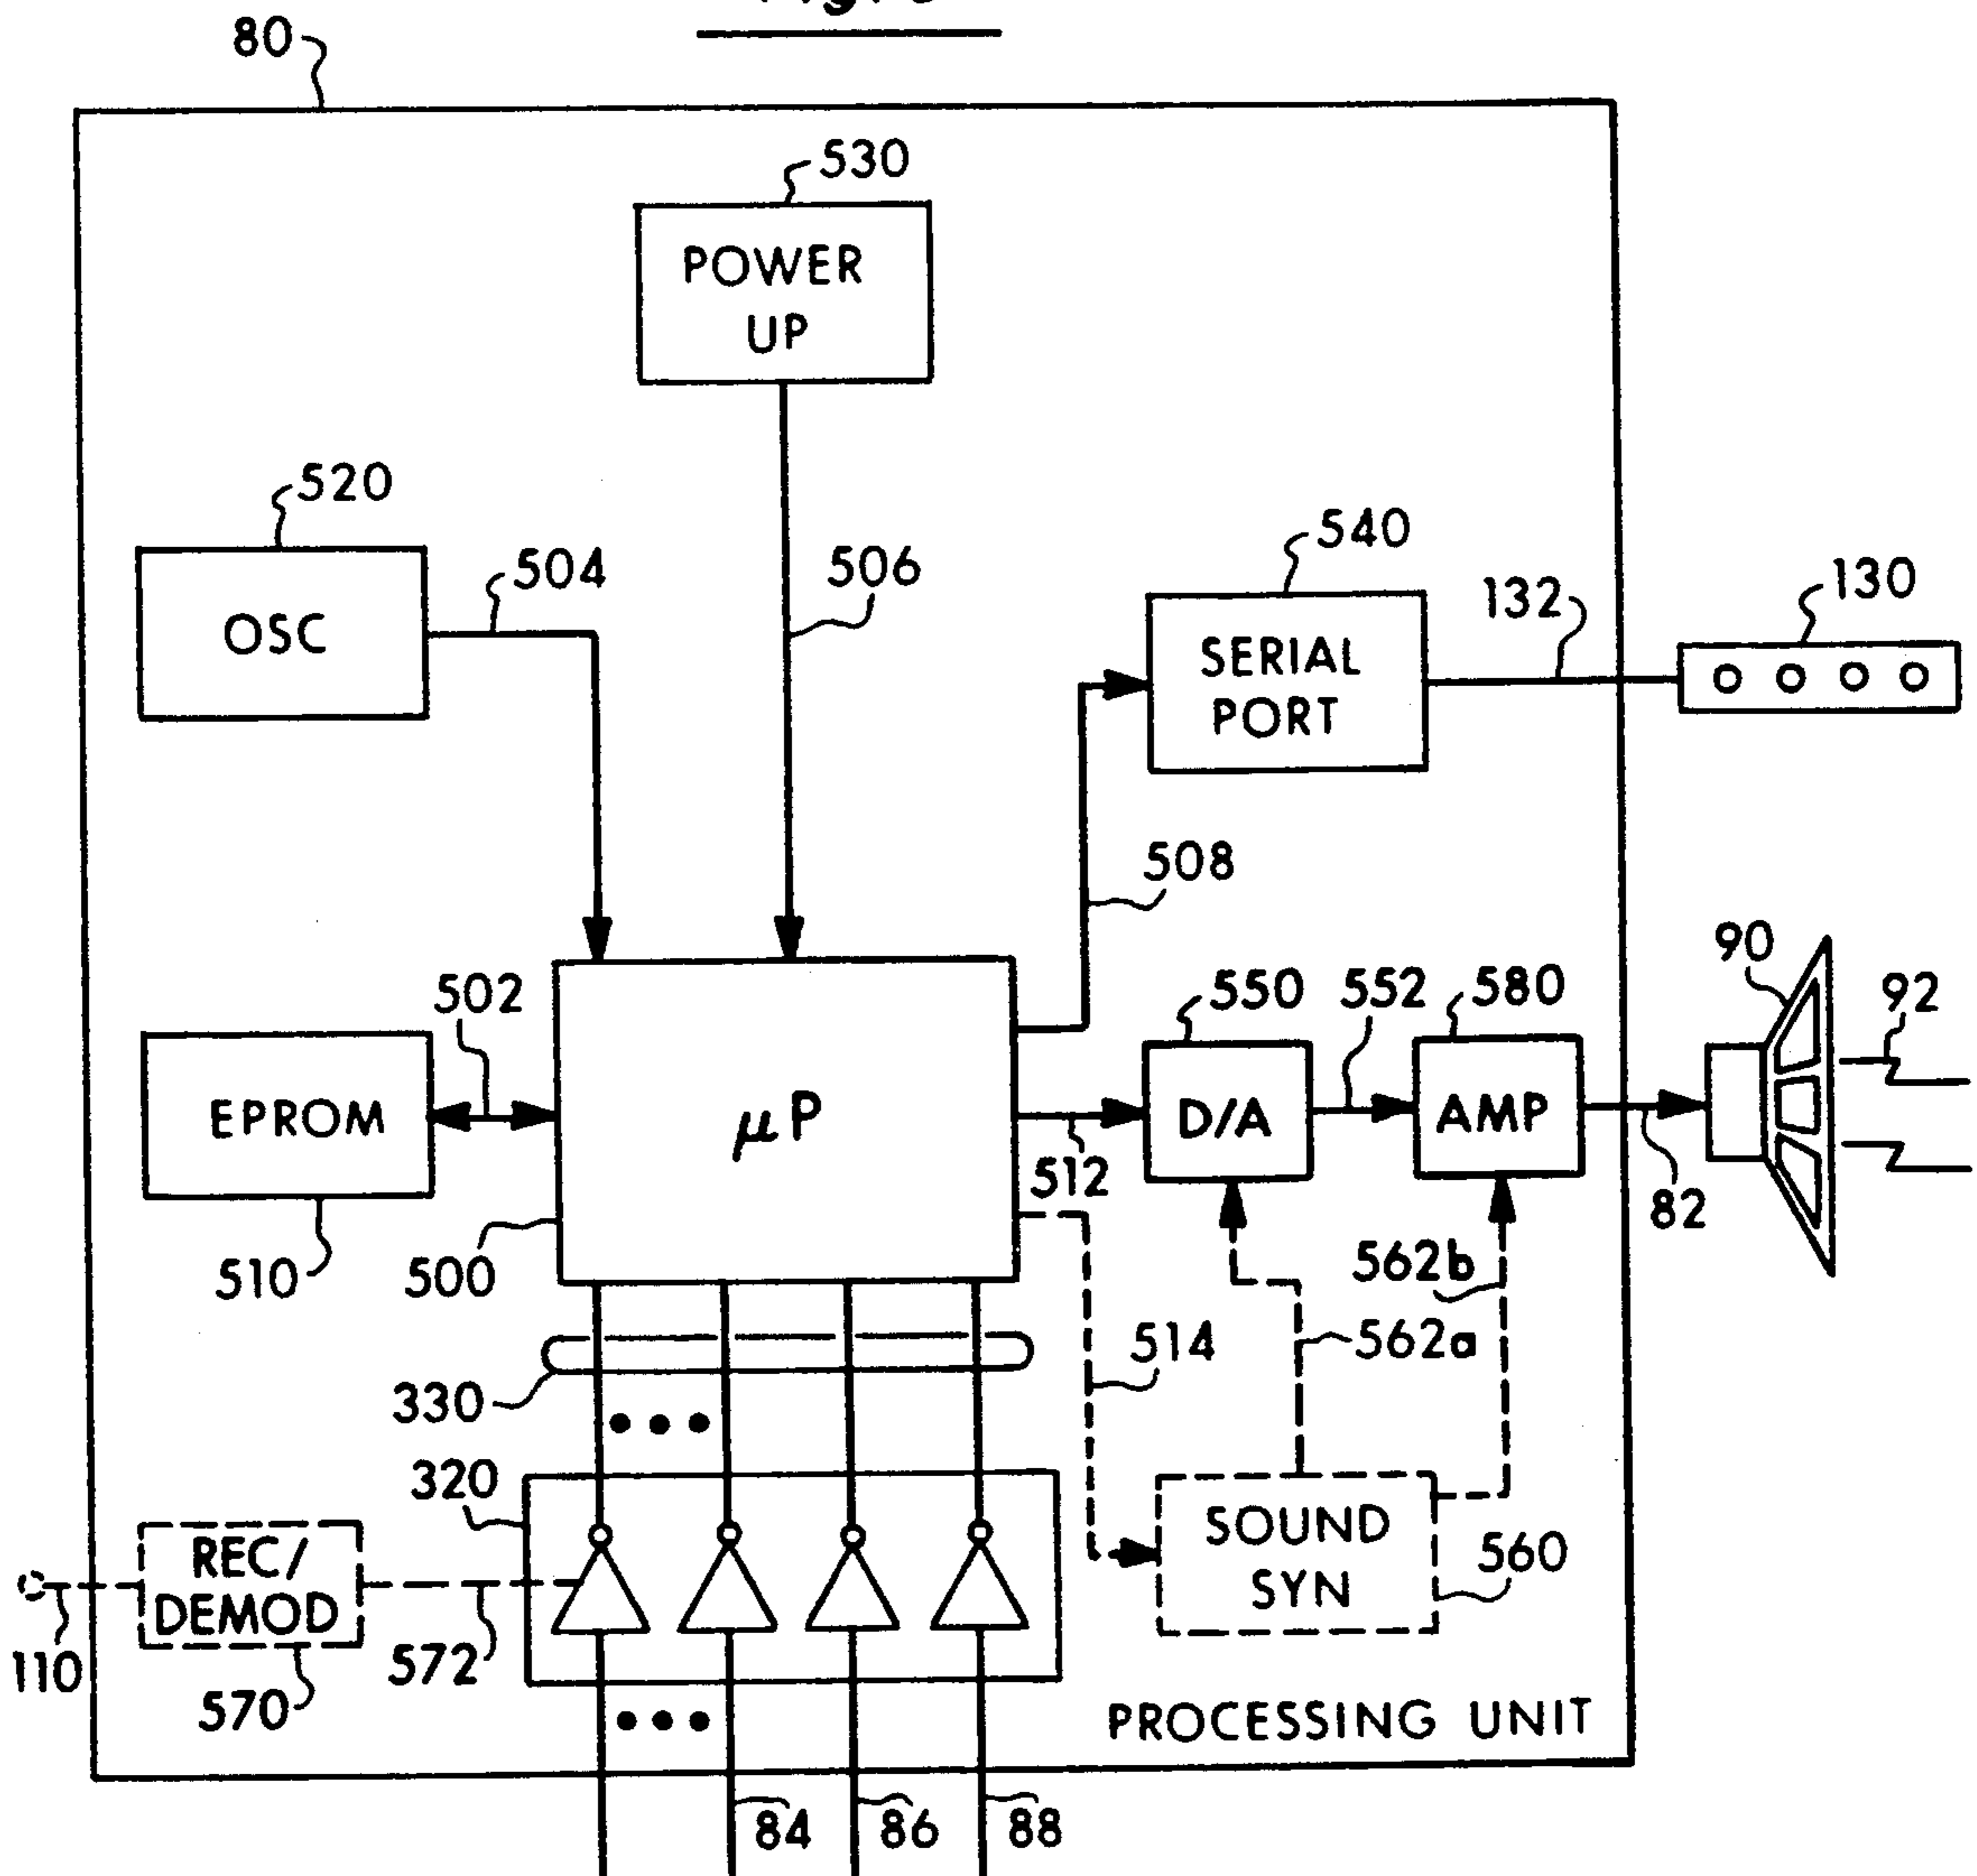 80
530
POWER
UP
520
504
506
540
132
130
OSC
SERIAL
PORT
508
502
550
552
580
90
92
EPROM
µP
D/A
AMP
512
82
510
500
562b
514
562a
330
320
REC/
DEMOD
SOUND
SYN
560
110
572
570
PROCESSING UNIT
84
86
88